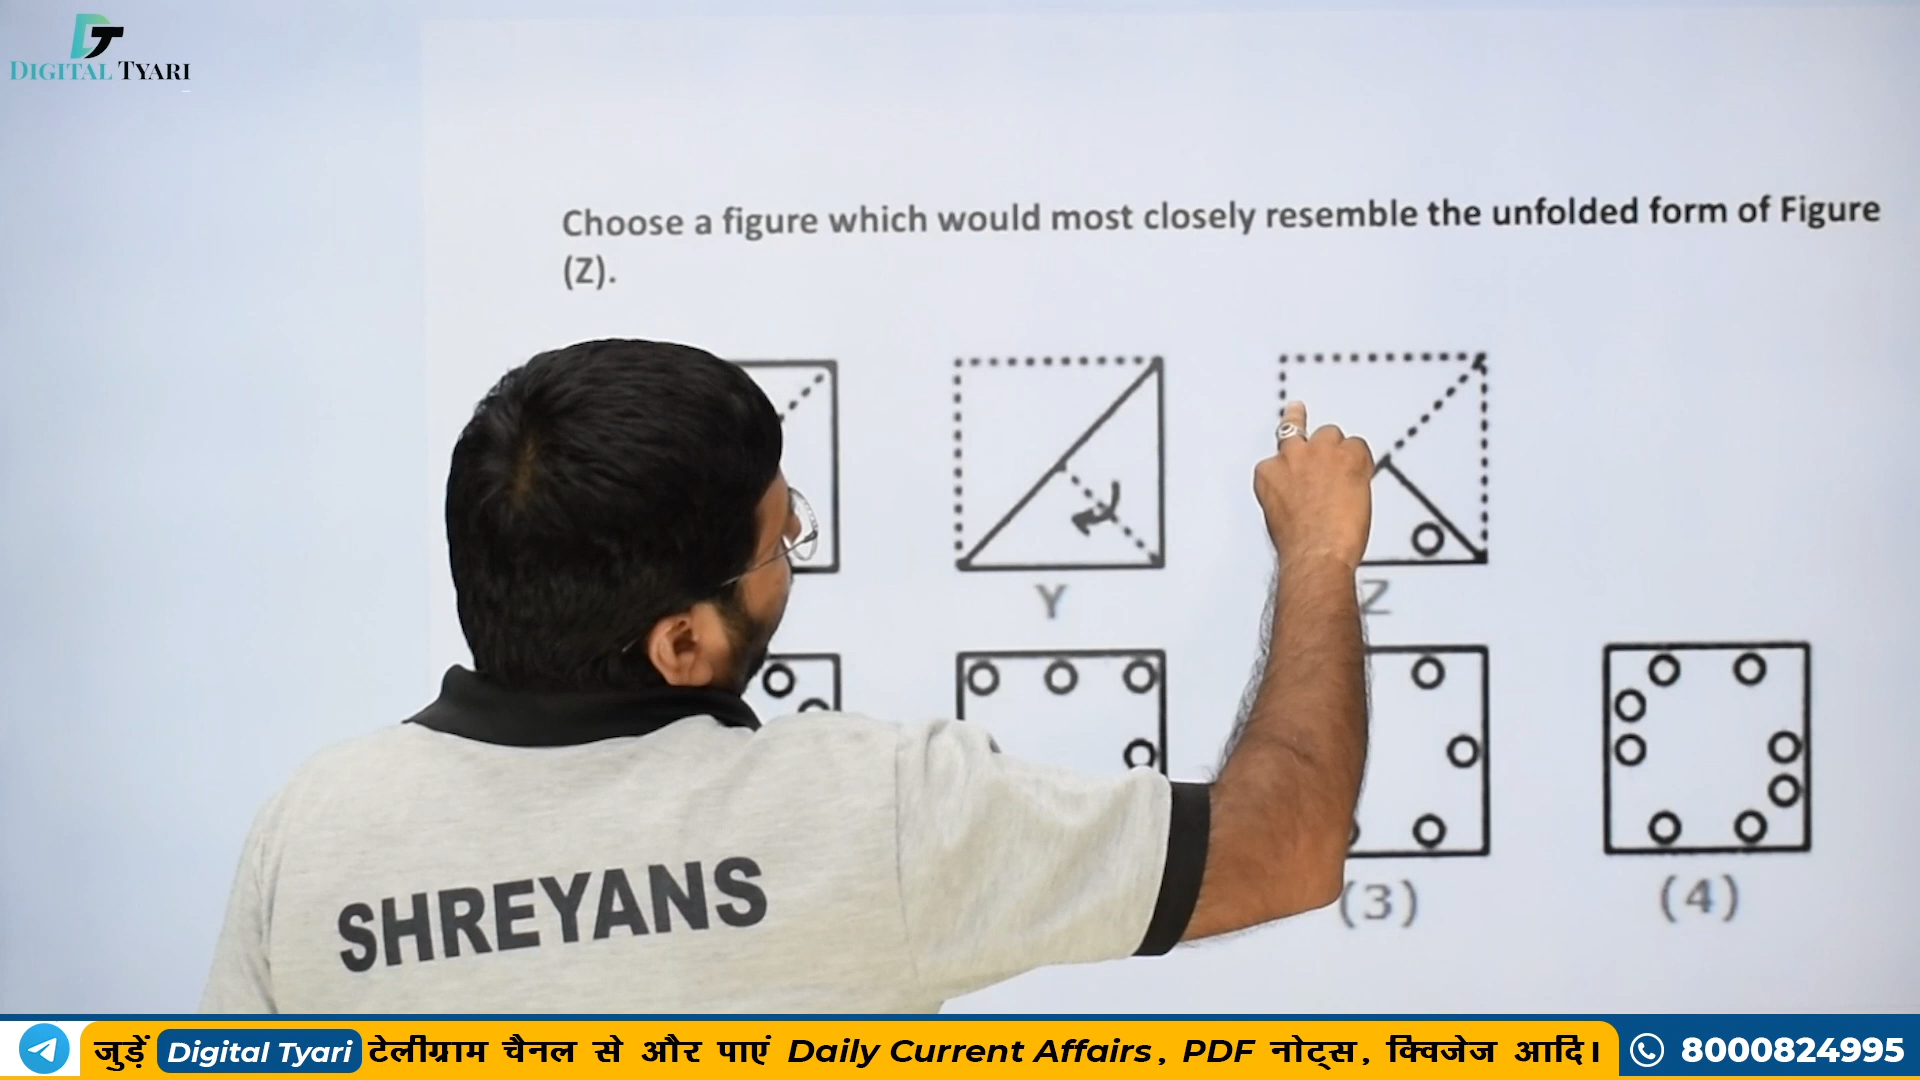 DIGITAL TYARI
Choose a figure which would most closely resemble the unfolded form of Figure
(Z).
Y
Z
(3)
(4)
SHREYANS
जुड़ें Digital Tyari टेलीग्राम चैनल से और पाएं Daily Current Affairs, PDF नोट्स, क्विजेज आदि। 8000824995